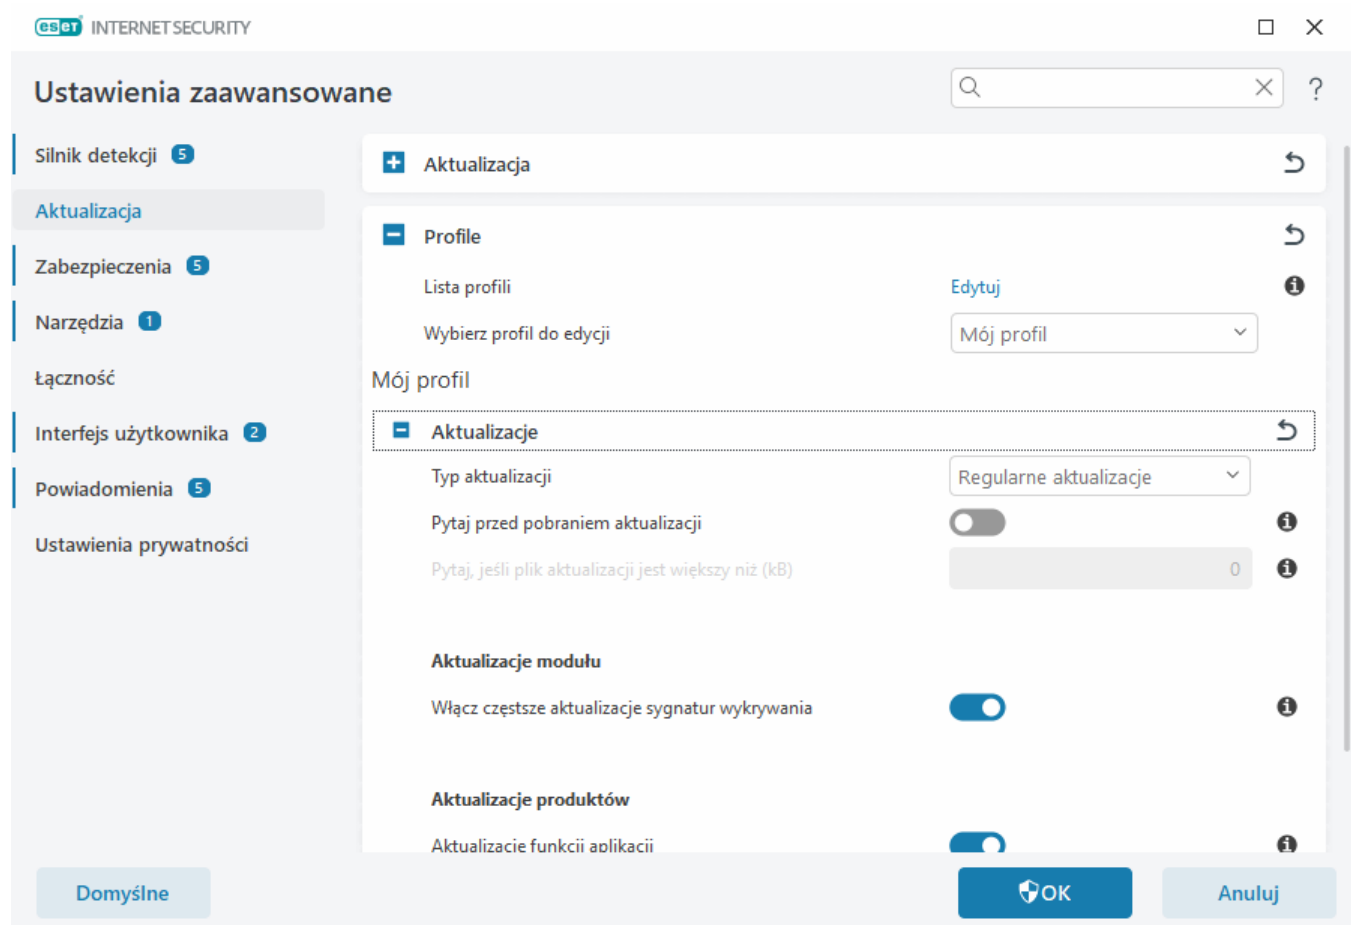 eset INTERNET SECURITY
Ustawienia zaawansowane
?
Silnik detekcji 5
Aktualizacja
Zabezpieczenia 5
Narzędzia 1
Łączność
Interfejs użytkownika 2
Powiadomienia 5
Ustawienia prywatności
Aktualizacja
Profile
Lista profili Edytuj
Wybierz profil do edycji Mój profil
Mój profil
Aktualizacje
Typ aktualizacji Regularne aktualizacje
Pytaj przed pobraniem aktualizacji
Pytaj, jeśli plik aktualizacji jest większy niż (kB) 0
Aktualizacje modułu
Włącz częstsze aktualizacje sygnatur wykrywania
Aktualizacje produktów
Aktualizacje funkcji aplikacji
Domyślne OK Anuluj